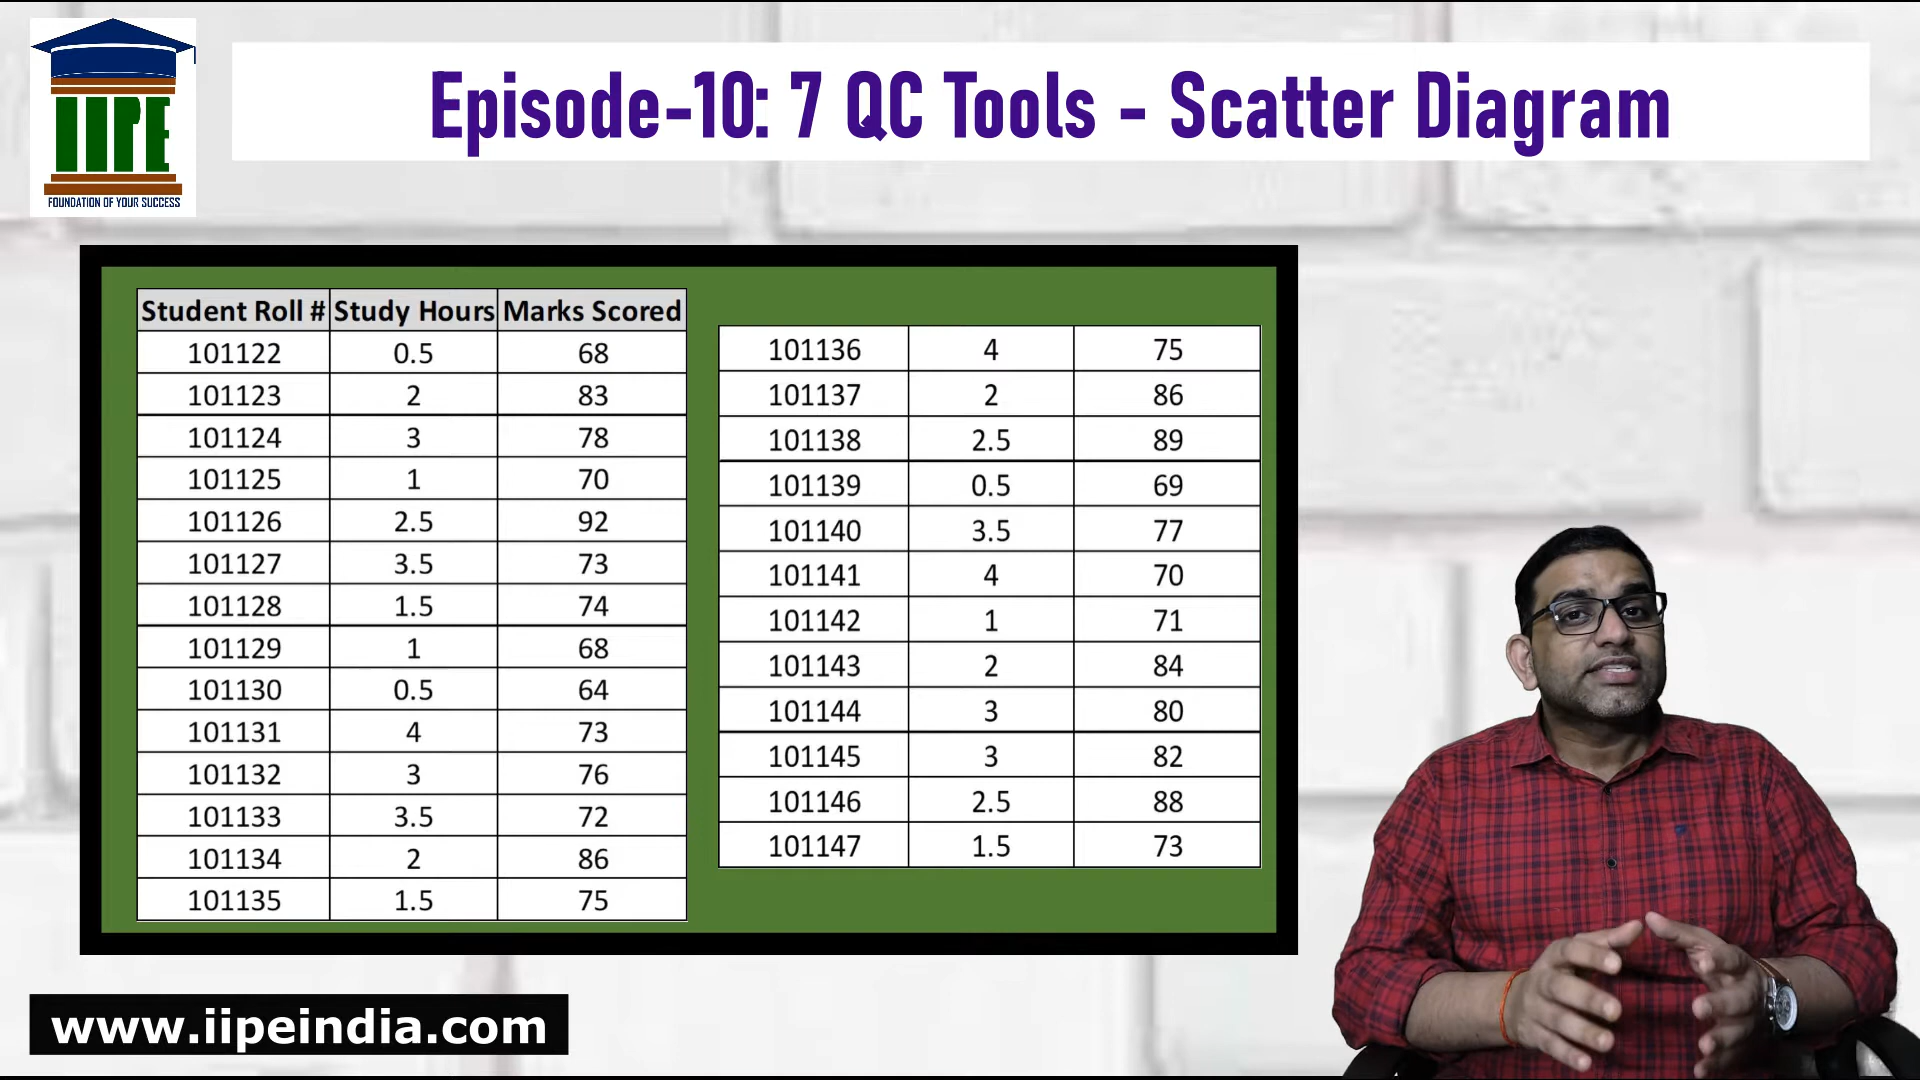 IIPE
FOUNDATION OF YOUR SUCCESS
Episode-10: 7 QC Tools - Scatter Diagram
Student Roll # Study Hours Marks Scored
101122 0.5 68
101123 2 83
101124 3 78
101125 1 70
101126 2.5 92
101127 3.5 73
101128 1.5 74
101129 1 68
101130 0.5 64
101131 4 73
101132 3 76
101133 3.5 72
101134 2 86
101135 1.5 75
101136 4 75
101137 2 86
101138 2.5 89
101139 0.5 69
101140 3.5 77
101141 4 70
101142 1 71
101143 2 84
101144 3 80
101145 3 82
101146 2.5 88
101147 1.5 73
www.iipeindia.com